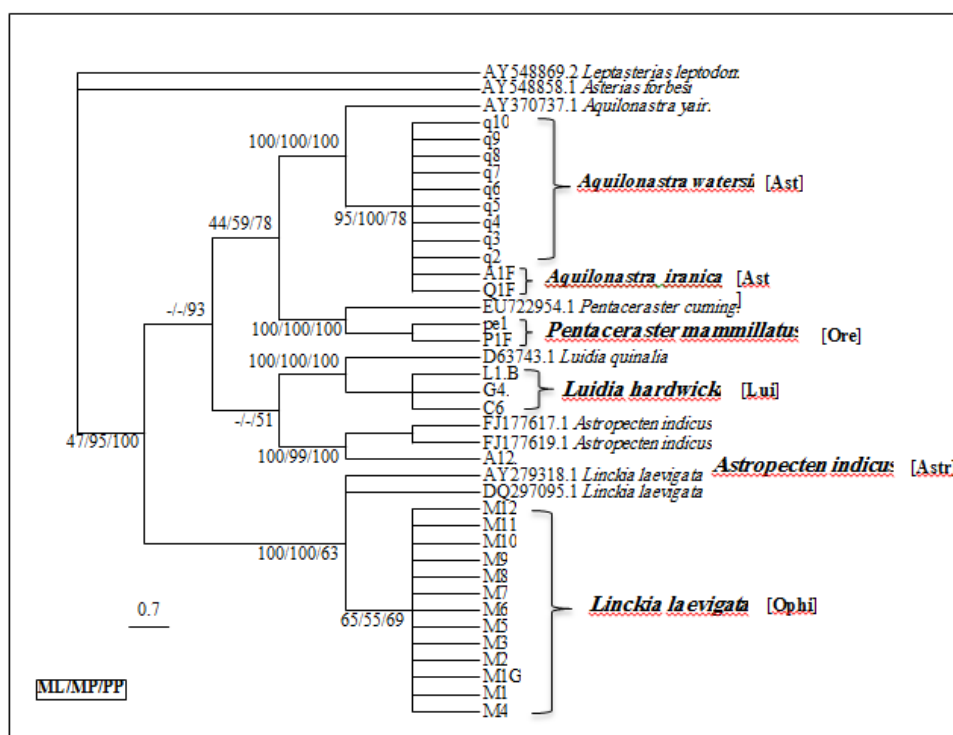 AY548869.2 Leptasterias leptodon.
AY548858.1 Asterias forbesi
AY370737.1 Aquilonastra yair.
q10
100/100/100
q9
q8
q7
Aquilonastra watersi [Ast]
q6
q5
95/100/78
q4
44/59/78
q3
q2
A1F
Aquilonastra iranica [Ast
Q1F
-/-/93
EU722954.1 Pentaceraster cuming.
]
100/100/100
pe1
Pentaceraster mammillatus [Ore]
P1F
100/100/100
D63743.1 Luidia quinalia
L1.B
G4.
Luidia hardwick [Lui]
C6
-/-/51
FJ177617.1 Astropecten indicus
47/95/100
FJ177619.1 Astropecten indicus
100/99/100
A12.
Astropecten indicus [Astr]
AY279318.1 Linckia laevigata
DQ297095.1 Linckia laevigata
M12
M11
M10
100/100/63
M9
M8
M7
0.7
M6
Linckia laevigata [Ophi]
65/55/69
M5
M3
M2
M1G
ML/MP/PP
M1
M4